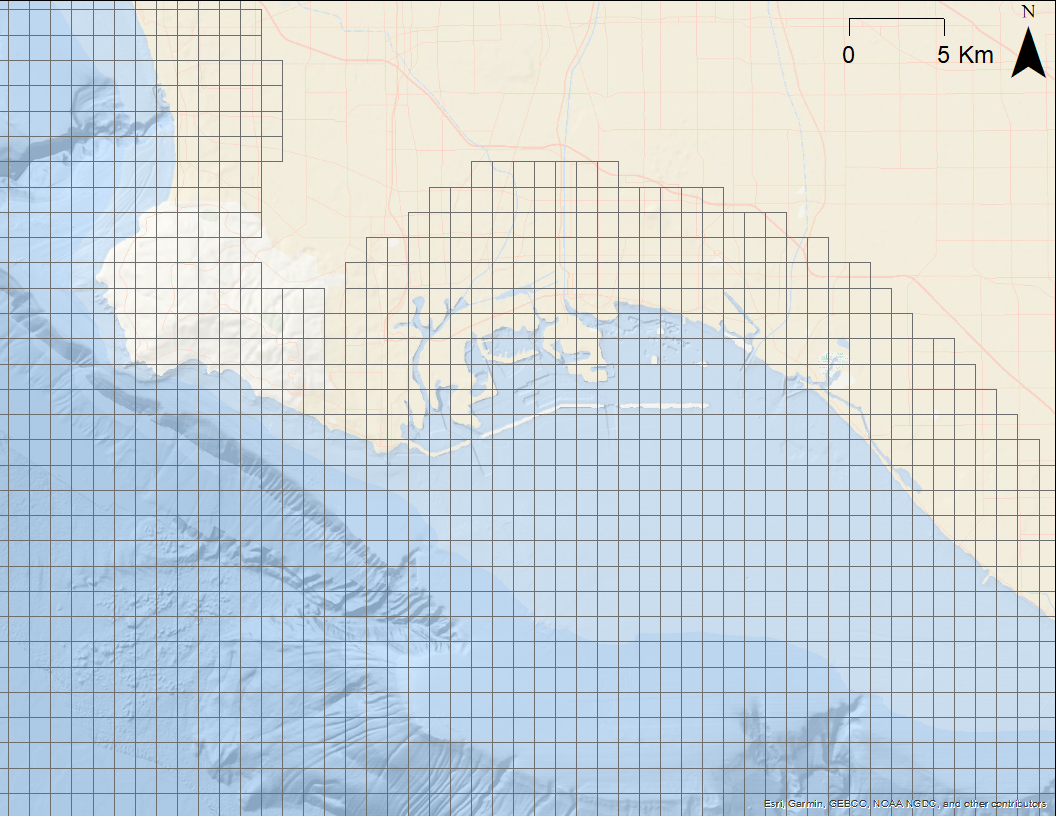 N
0 5 Km
Esri, Garmin, GEBCO, NOAA NGDC, and other contributors